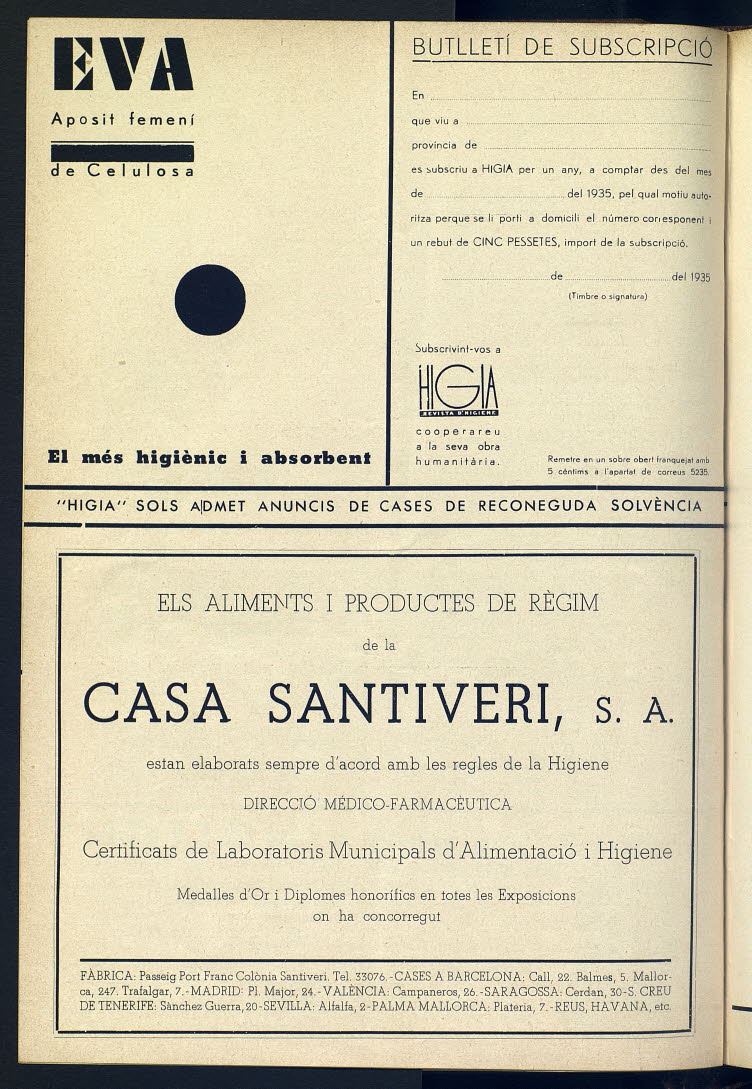 EVA
Aposit femení
de Celulosa
El més higiènic i absorbent
BUTLLETÍ DE SUBSCRIPCIÓ
En
que viu a
província de
es subscriu a HIGIA per un any, a comptar des del mes
de del 1935, pel qual motiu auto-
ritza perque se li porti a domicili el número corresponent i
un rebut de CINC PESSETES, import de la subscripció.
de del 1935
(Timbre o signatura)
Subscrivint-vos a
HIGIA
REVISTA D'HIGIENE
cooperareu
a la seva obra
humanitària.
Remetre en un sobre obert franquejat amb
5 cèntims a l'apartat de correus 5235.
"HIGIA" SOLS ADMET ANUNCIS DE CASES DE RECONEGUDA SOLVÈNCIA
ELS ALIMENTS I PRODUCTES DE RÈGIM
de la
CASA SANTIVERI, S. A.
estan elaborats sempre d'acord amb les regles de la Higiene
DIRECCIÓ MÉDICO-FARMACÉUTICA
Certificats de Laboratoris Municipals d'Alimentació i Higiene
Medalles d'Or i Diplomes honorífics en totes les Exposicions
on ha concorregut
FÀBRICA: Passeig Port Franc Colònia Santiveri. Tel. 33076.-CASES A BARCELONA: Call, 22. Balmes, 5. Mallor-
ca, 247. Trafalgar, 7.-MADRID: Pl. Major, 24.-VALÈNCIA: Campaneros, 26.-SARAGOSSA: Cerdan, 30-S. CREU
DE TENERIFE: Sànchez Guerra, 20-SEVILLA: Alfalfa, 2-PALMA MALLORCA: Plateria, 7.-REUS, HAVANA, etc.